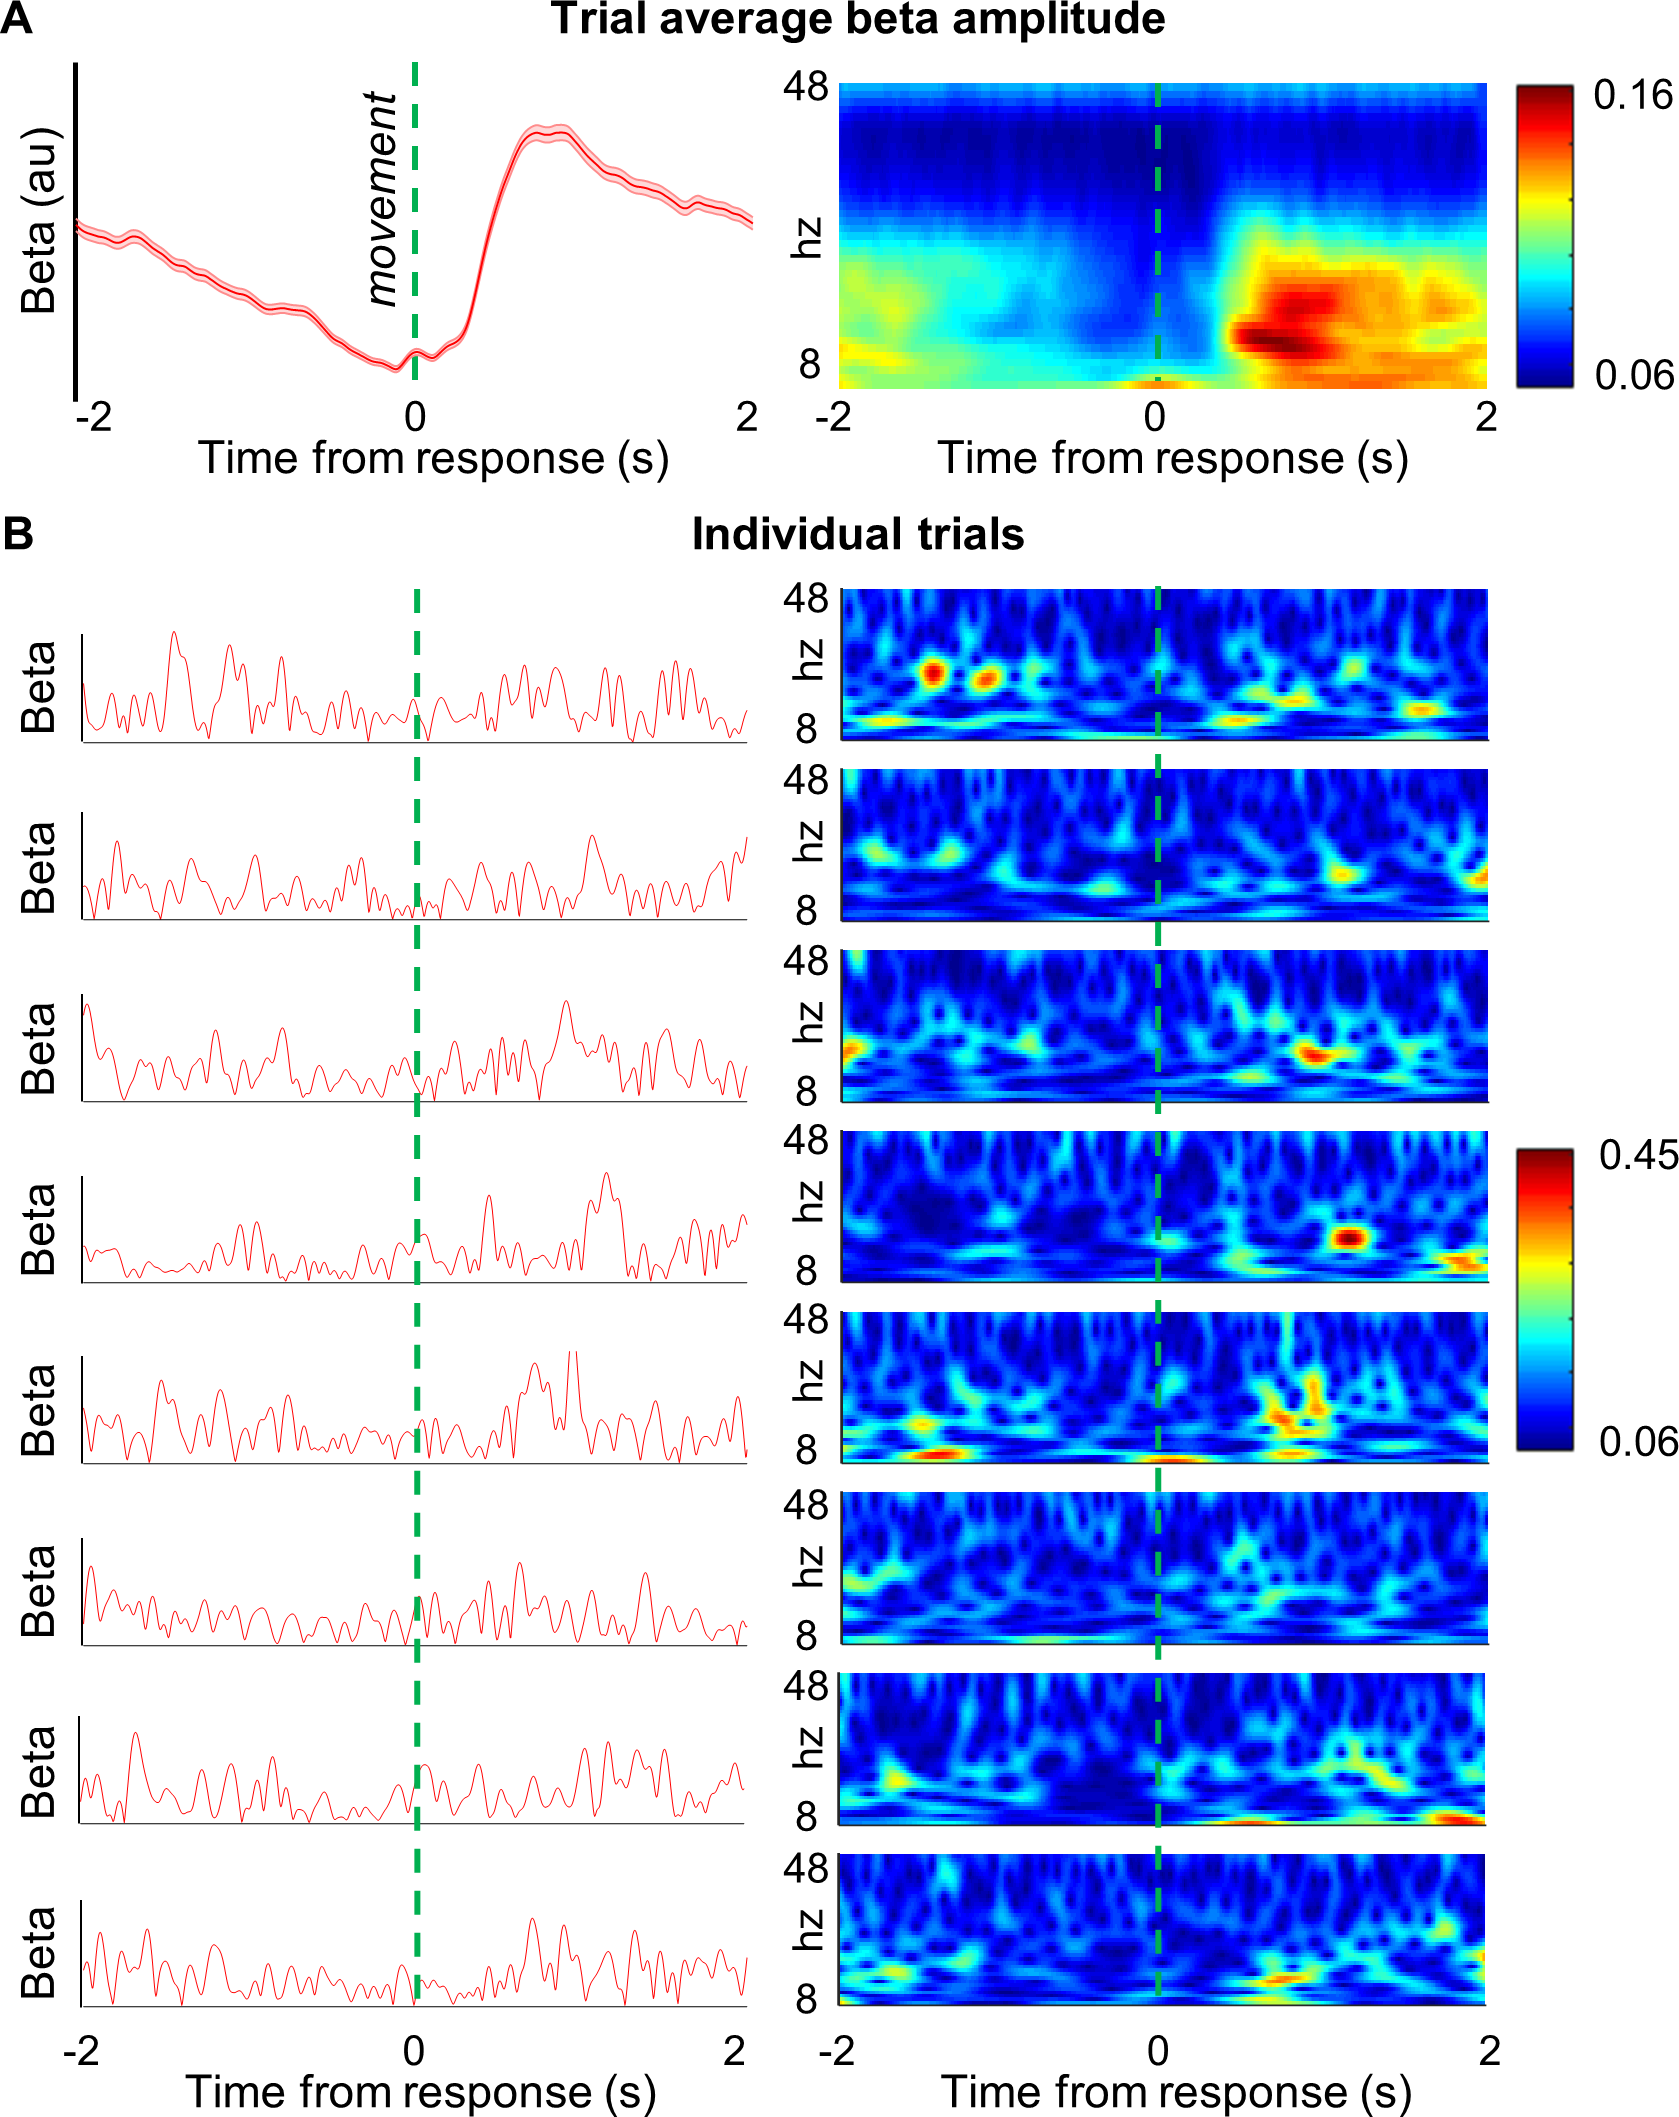 A
Trial average beta amplitude
Beta (au)
movement
-2 0 2
Time from response (s)
48
hz
8
-2 0 2
Time from response (s)
0.16
0.06
B
Individual trials
Beta
48
hz
8
Beta
48
hz
8
Beta
48
hz
8
Beta
48
hz
8
0.45
0.06
Beta
48
hz
8
Beta
48
hz
8
Beta
48
hz
8
Beta
48
hz
8
-2 0 2
Time from response (s)
-2 0 2
Time from response (s)